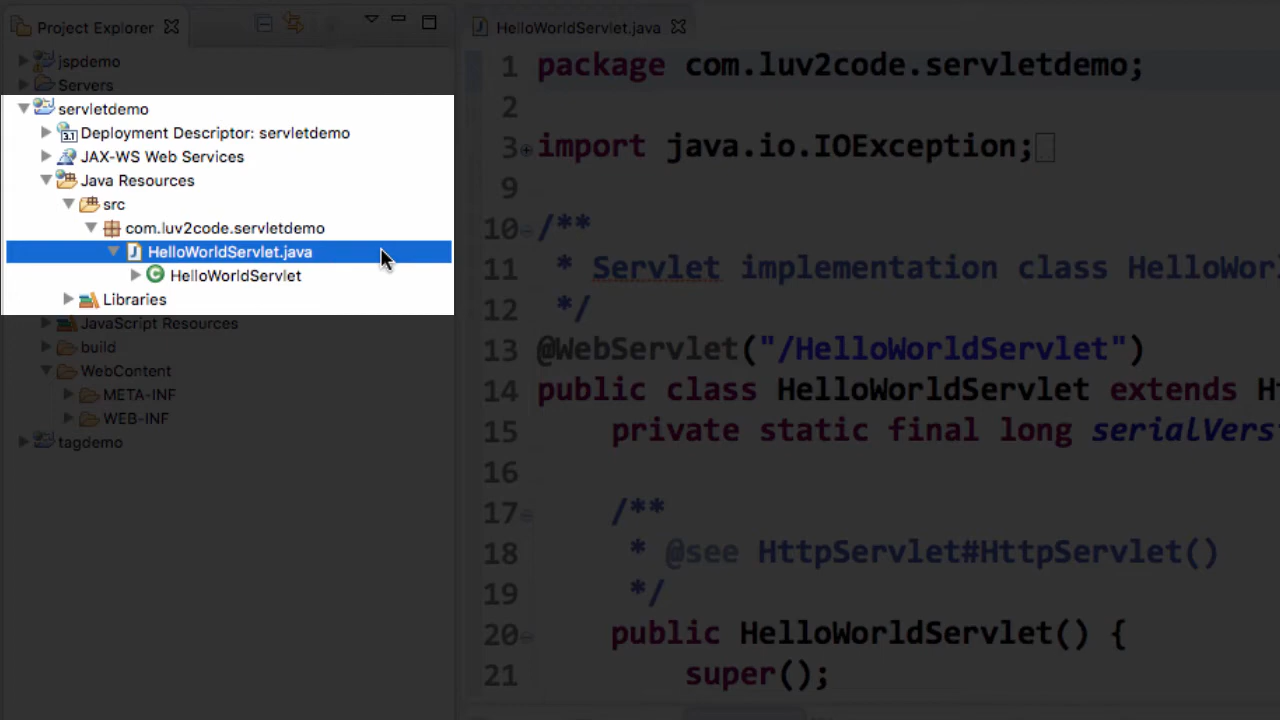 Project Explorer
jspdemo
Servers
servletdemo
Deployment Descriptor: servletdemo
JAX-WS Web Services
Java Resources
src
com.luv2code.servletdemo
HelloWorldServlet.java
HelloWorldServlet
Libraries
JavaScript Resources
build
WebContent
META-INF
WEB-INF
tagdemo
HelloWorldServlet.java
1 package com.luv2code.servletdemo;
2
3 import java.io.IOException;
9
10 /**
11 * Servlet implementation class HelloWor
12 */
13 @WebServlet("/HelloWorldServlet")
14 public class HelloWorldServlet extends Ht
15 private static final long serialVers
16
17 /**
18 * @see HttpServlet#HttpServlet()
19 */
20 public HelloWorldServlet() {
21 super();